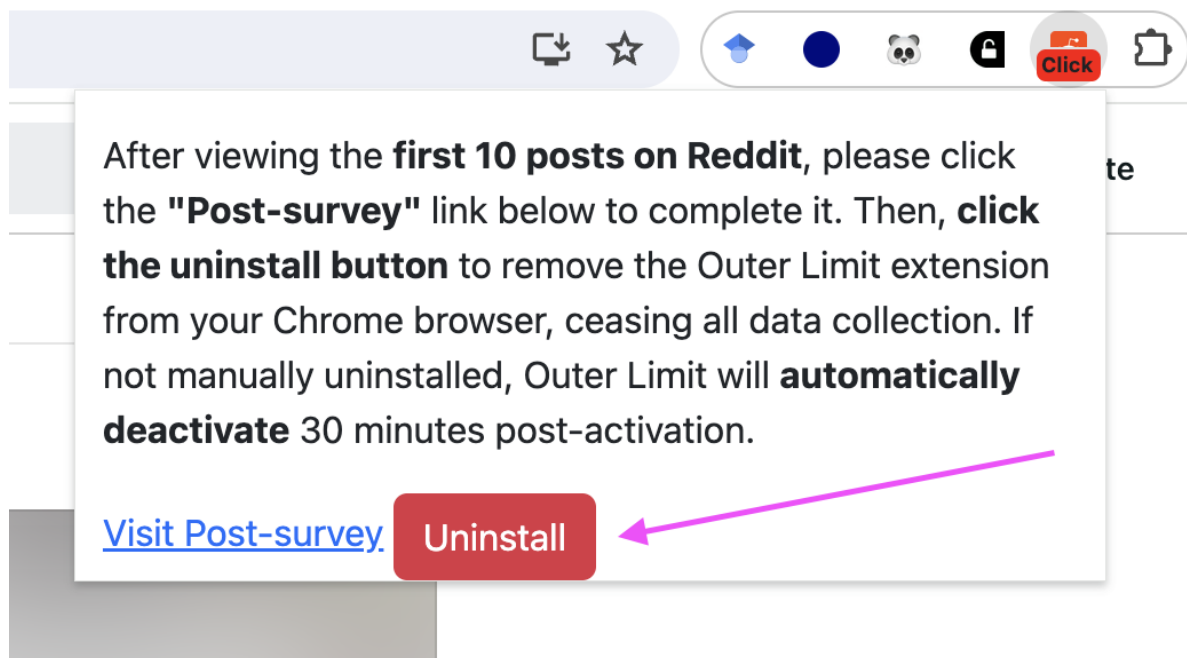 Click
te
After viewing the first 10 posts on Reddit, please click
the "Post-survey" link below to complete it. Then, click
the uninstall button to remove the Outer Limit extension
from your Chrome browser, ceasing all data collection. If
not manually uninstalled, Outer Limit will automatically
deactivate 30 minutes post-activation.
Visit Post-survey Uninstall